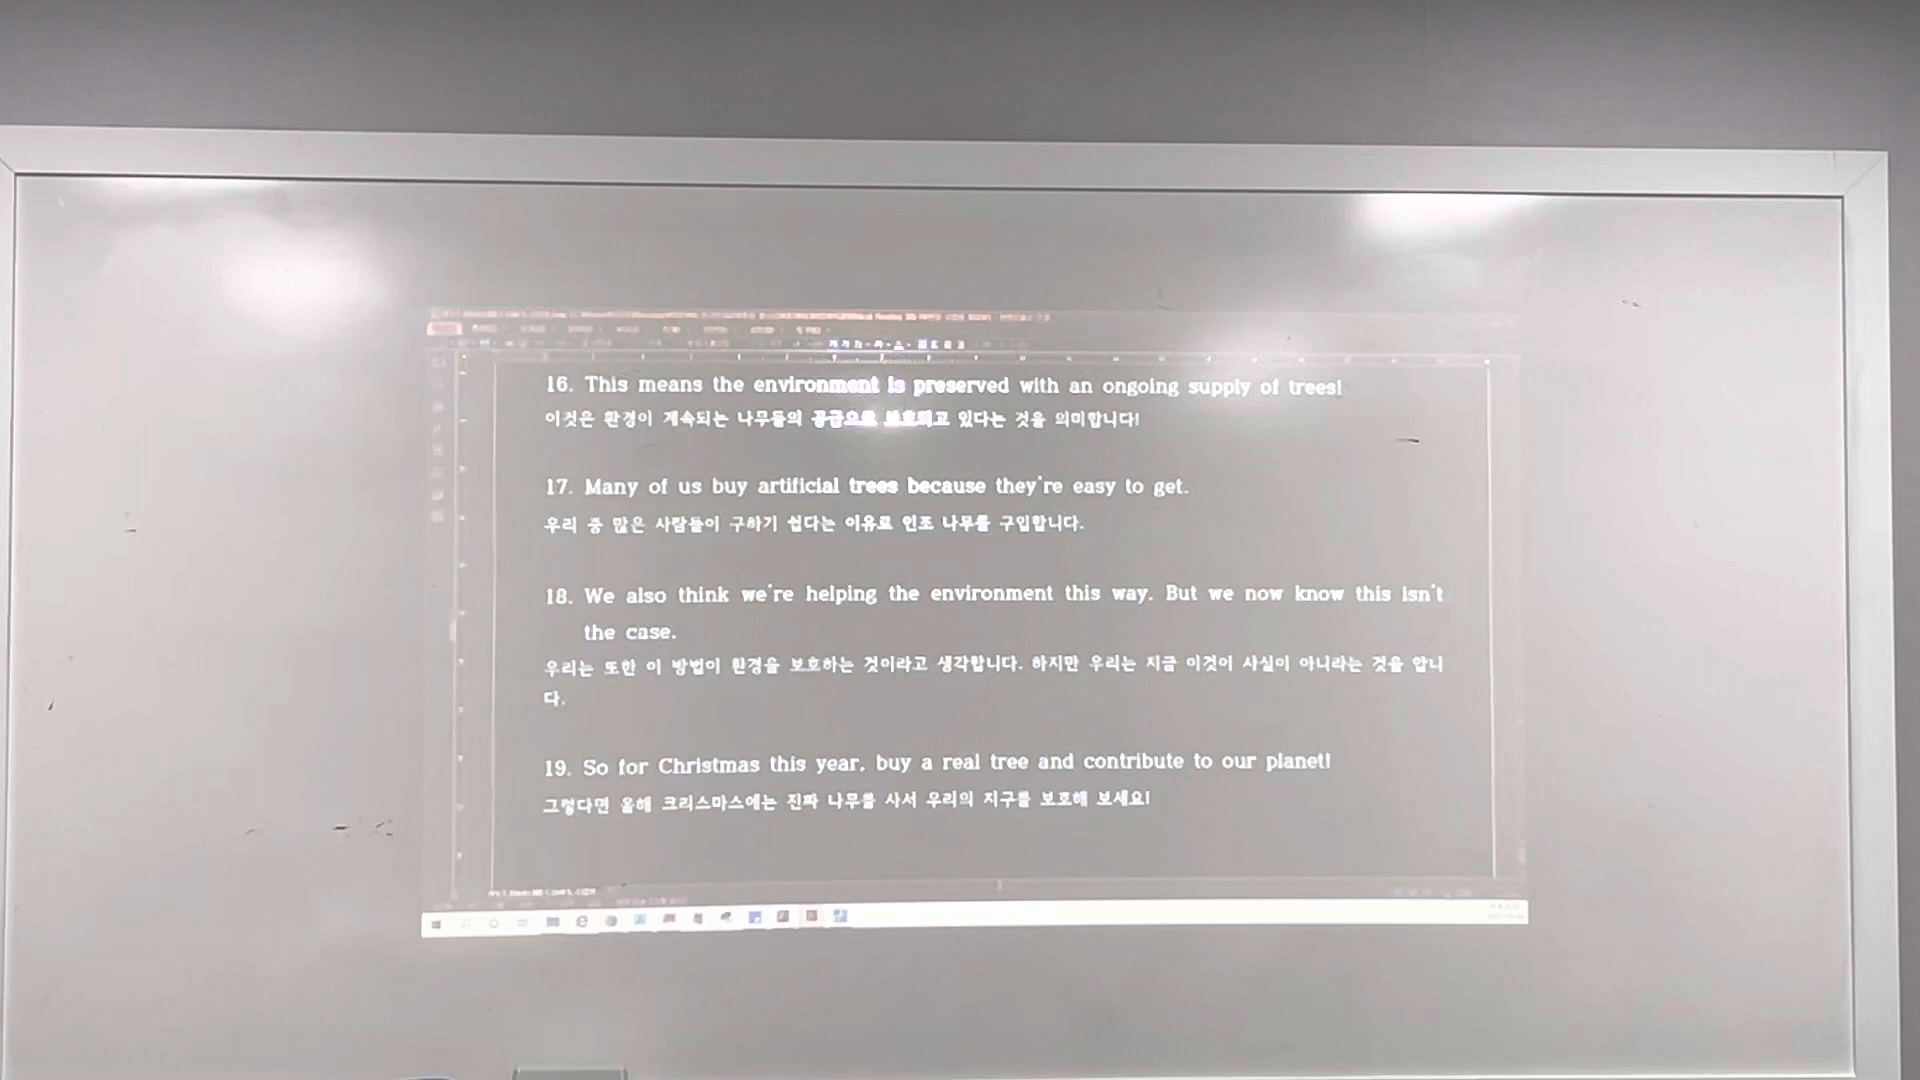 16. This means the environment is preserved with an ongoing supply of trees!
이것은 환경이 계속되는 나무들의 공급으로 보호되고 있다는 것을 의미합니다!
17. Many of us buy artificial trees because they're easy to get.
우리 중 많은 사람들이 구하기 쉽다는 이유로 인조 나무를 구입합니다.
18. We also think we're helping the environment this way. But we now know this isn't
the case.
우리는 또한 이 방법이 환경을 보호하는 것이라고 생각합니다. 하지만 우리는 지금 이것이 사실이 아니라는 것을 압니
다.
19. So for Christmas this year, buy a real tree and contribute to our planet!
그렇다면 올해 크리스마스에는 진짜 나무를 사서 우리의 지구를 보호해 보세요!